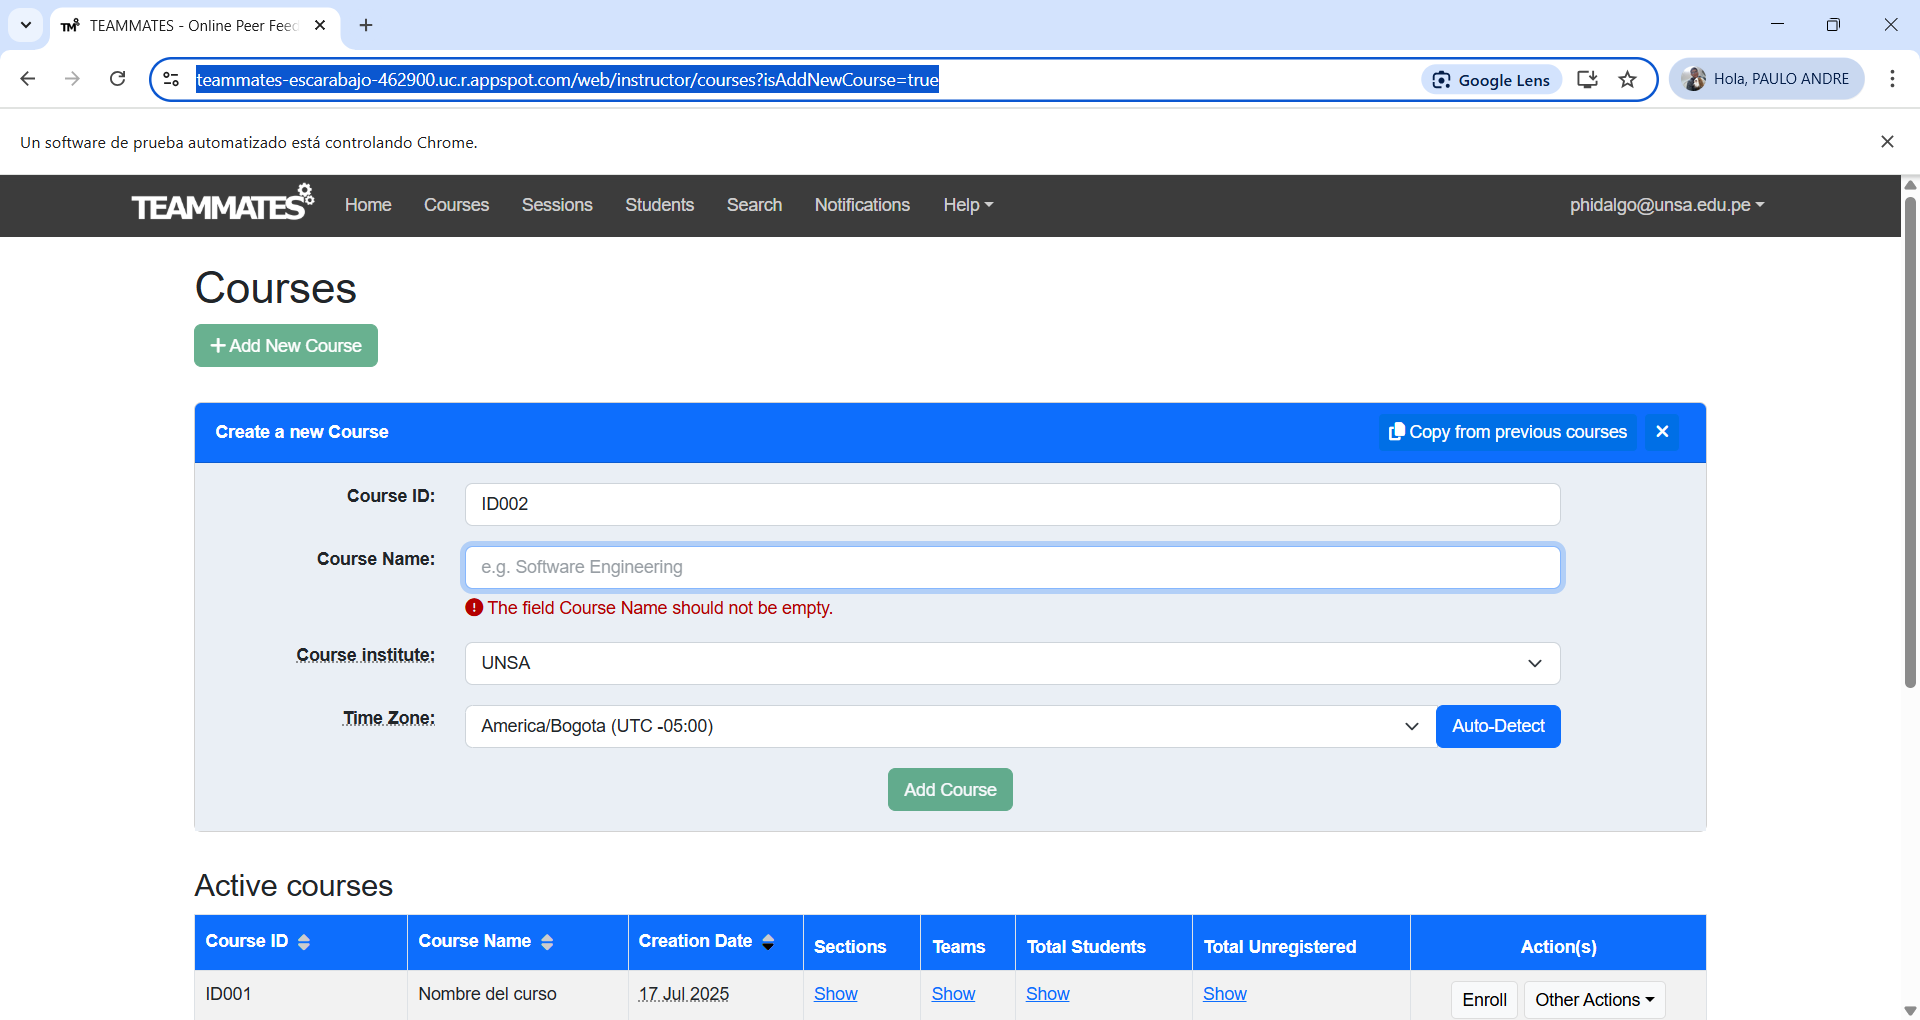 TEAMMATES - Online Peer Feed
teammates-escarabajo-462900.uc.r.appspot.com/web/instructor/courses?isAddNewCourse=true
Google Lens
Hola, PAULO ANDRE
Un software de prueba automatizado está controlando Chrome.
TEAMMATES Home Courses Sessions Students Search Notifications Help phidalgo@unsa.edu.pe
Courses
+ Add New Course
Create a new Course Copy from previous courses
Course ID: ID002
Course Name: e.g. Software Engineering
The field Course Name should not be empty.
Course institute: UNSA
Time Zone: America/Bogota (UTC -05:00) Auto-Detect
Add Course
Active courses
Course ID Course Name Creation Date Sections Teams Total Students Total Unregistered Action(s)
ID001 Nombre del curso 17 Jul 2025 Show Show Show Show Enroll Other Actions